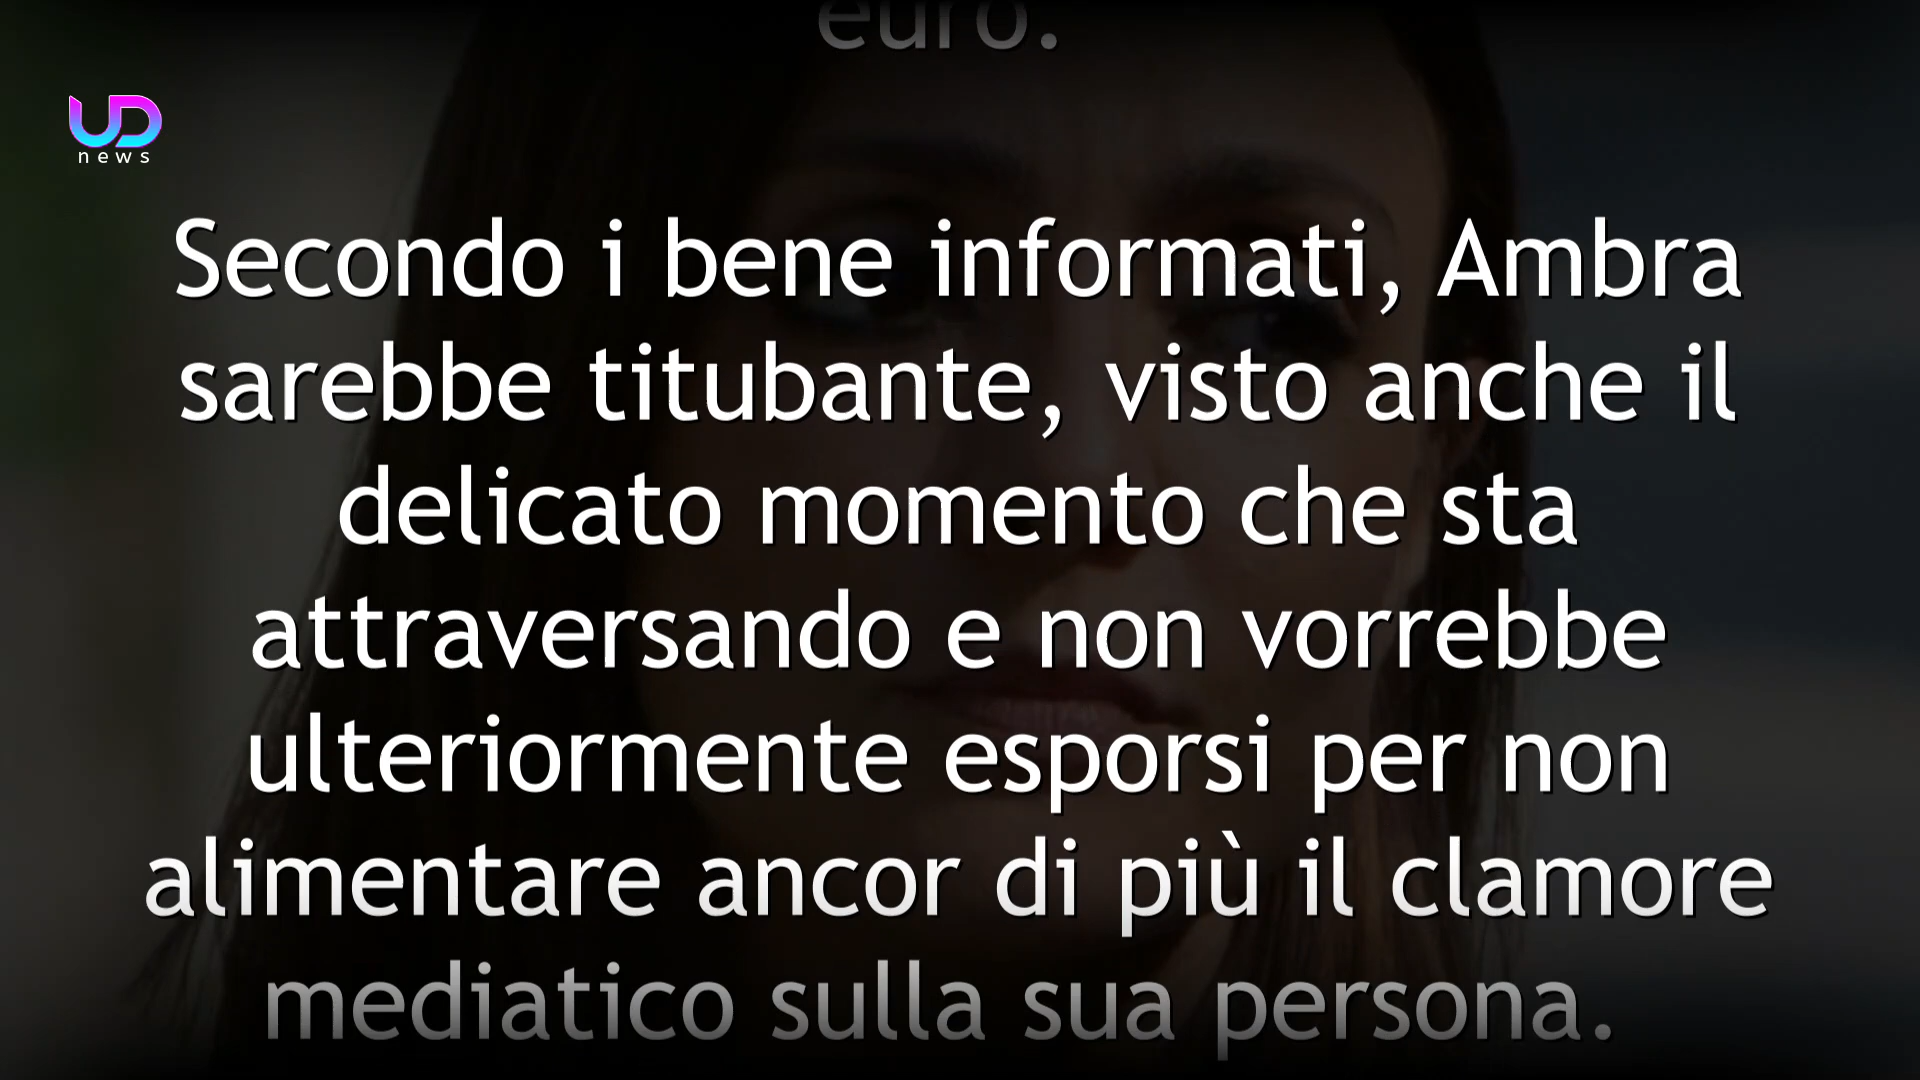 euro.
UD
news
Secondo i bene informati, Ambra
sarebbe titubante, visto anche il
delicato momento che sta
attraversando e non vorrebbe
ulteriormente esporsi per non
alimentare ancor di più il clamore
mediatico sulla sua persona.